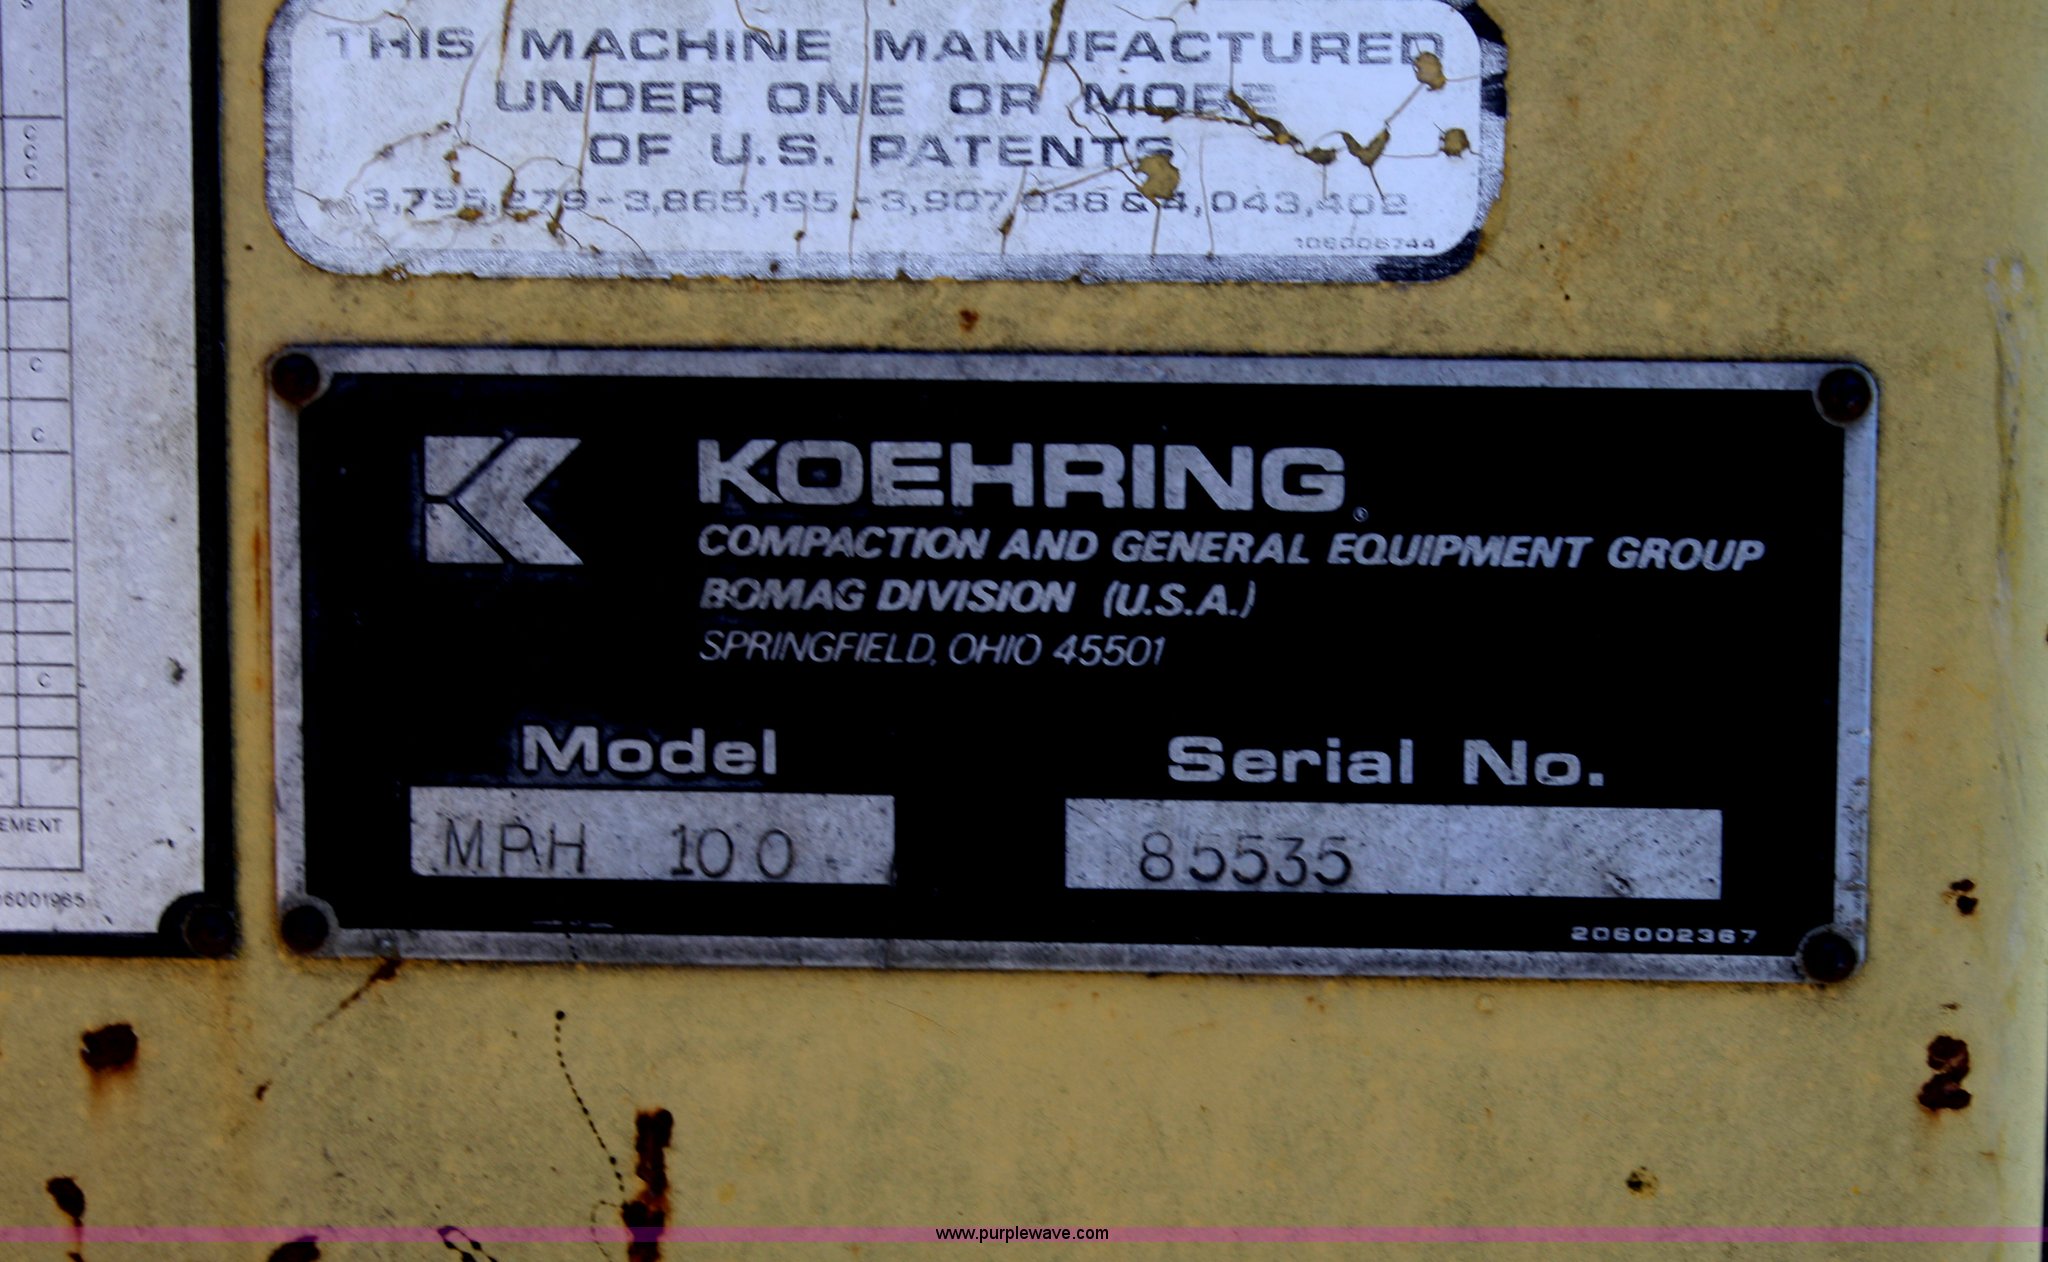 THIS MACHINE MANUFACTURED
UNDER ONE OR MORE
OF U.S. PATENTS
3,795,279-3,865,195-3,907,038 & 4,043,402
106006744
S
C
C
C
C
C
C
EMENT
6001965
KOEHRING
COMPACTION AND GENERAL EQUIPMENT GROUP
BOMAG DIVISION (U.S.A.)
SPRINGFIELD, OHIO 45501
Model Serial No.
MPH 100 85535
206002367
www.purplewave.com